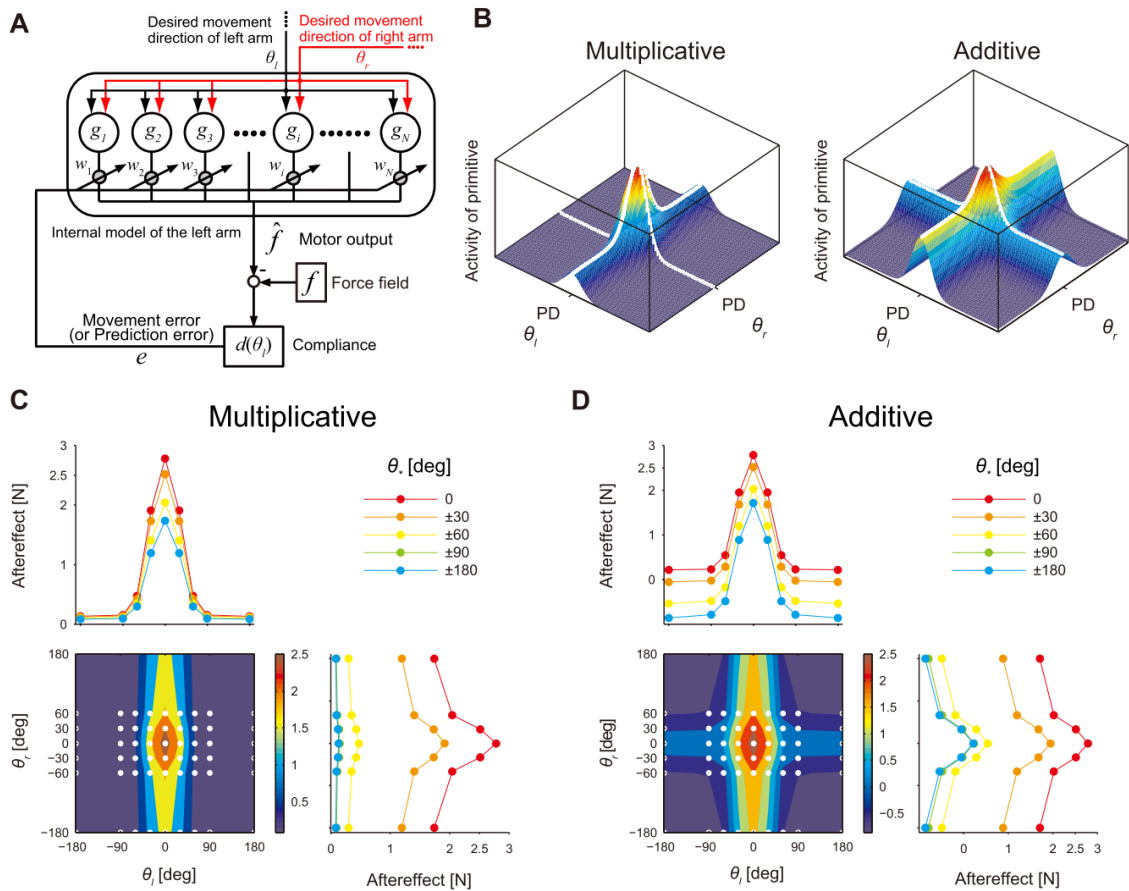 A
Desired movement
direction of left arm
Desired movement
direction of right arm
θl
θr
g1 g2 g3 gi gN
w1 w2 w3 wi wN
Internal model of the left arm
f̂
Motor output
-
f
Force field
Movement error
(or Prediction error)
e
d(θl)
Compliance
B
Multiplicative
Additive
Activity of primitive
PD
θl
PD
θr
Activity of primitive
PD
θl
PD
θr
C
Multiplicative
Aftereffect [N]
3
2
1
0
θ* [deg]
0
±30
±60
±90
±180
θr [deg]
180
60
30
0
−30
−60
−180
−180 −90 0 90 180
θl [deg]
2.5
2
1.5
1
0.5
0 1 2 2.5 3
Aftereffect [N]
D
Additive
Aftereffect [N]
3
2
1
0
θ* [deg]
0
±30
±60
±90
±180
θr [deg]
180
60
30
0
−30
−60
−180
−180 −90 0 90 180
θl [deg]
2.5
2
1.5
1
0.5
0
−0.5
0 1 2 2.5 3
Aftereffect [N]